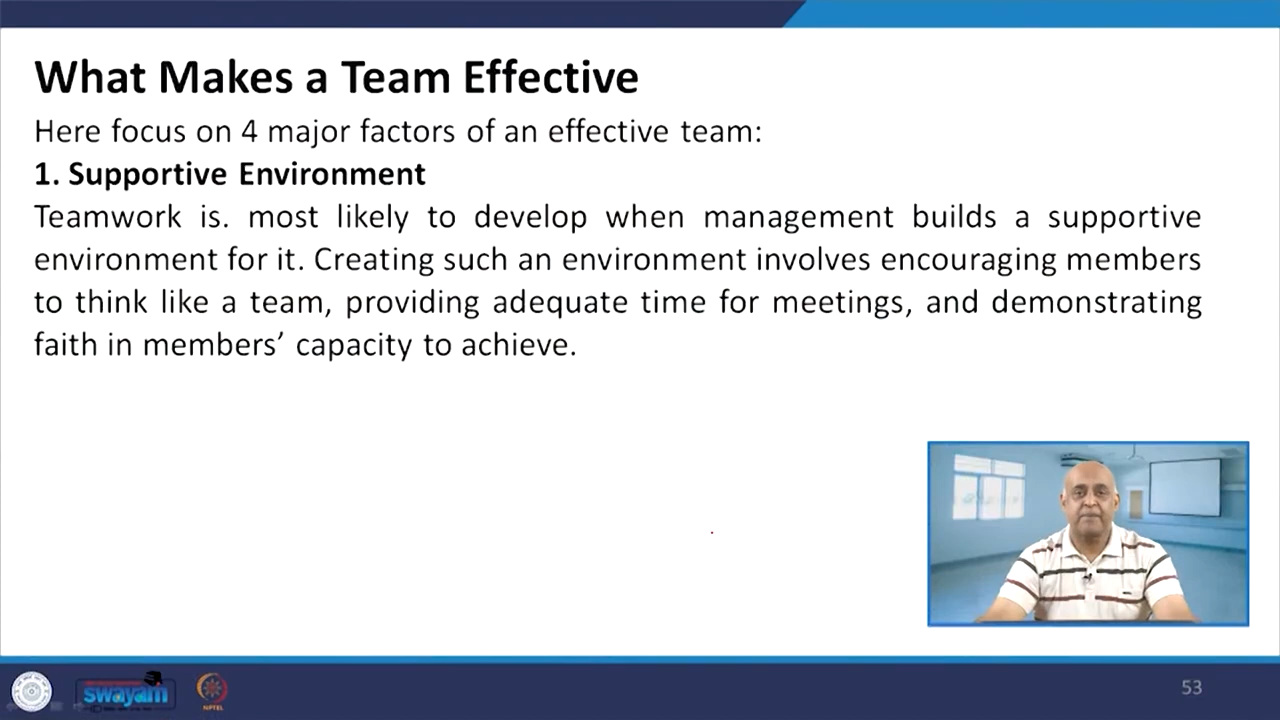 What Makes a Team Effective
Here focus on 4 major factors of an effective team:
1. Supportive Environment
Teamwork is. most likely to develop when management builds a supportive
environment for it. Creating such an environment involves encouraging members
to think like a team, providing adequate time for meetings, and demonstrating
faith in members’ capacity to achieve.
swayam
NPTEL
53